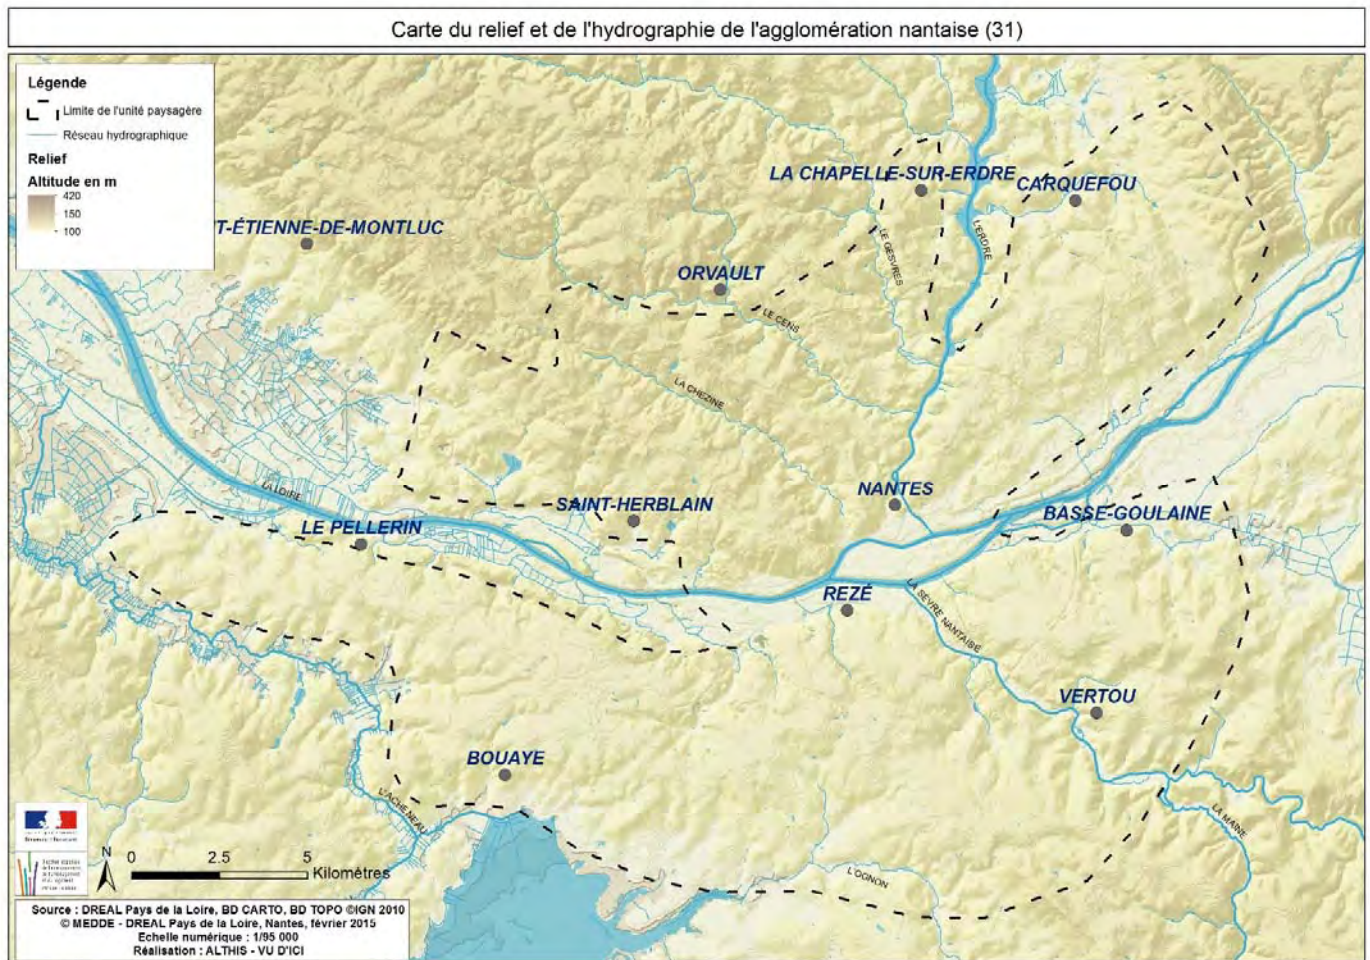 Carte du relief et de l'hydrographie de l'agglomération nantaise (31)
Légende
Limite de l'unité paysagère
Réseau hydrographique
Relief
Altitude en m
420
150
100
T-ÉTIENNE-DE-MONTLUC
LA CHAPELLE-SUR-ERDRE
CARQUEFOU
L'ERDRE
LE GESVRES
ORVAULT
LE CENS
LA CHEZINE
LA LOIRE
LE PELLERIN
SAINT-HERBLAIN
NANTES
BASSE-GOULAINE
REZÉ
LA SEVRE NANTAISE
VERTOU
BOUAYE
L'ACHENEAU
LA MAINE
L'OGNON
N
0 2.5 5
Kilomètres
Source : DREAL Pays de la Loire, BD CARTO, BD TOPO ©IGN 2010
© MEDDE - DREAL Pays de la Loire, Nantes, février 2015
Echelle numérique : 1/95 000
Réalisation : ALTHIS - VU D'ICI